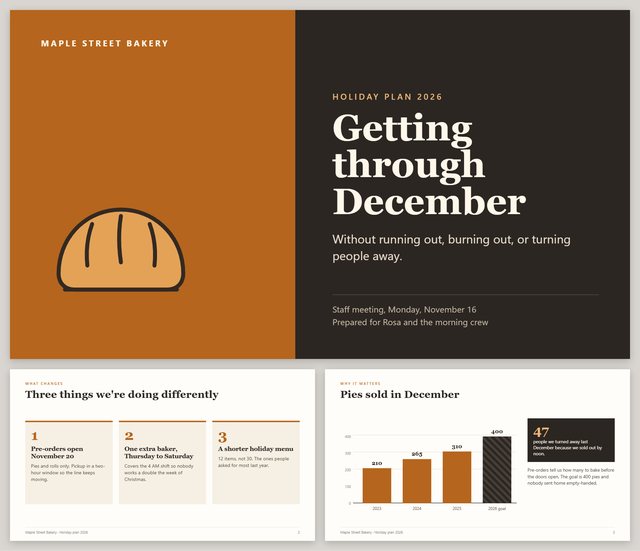 MAPLE STREET BAKERY
HOLIDAY PLAN 2026
Getting
through
December
Without running out, burning out, or turning
people away.
Staff meeting, Monday, November 16
Prepared for Rosa and the morning crew
WHAT CHANGES
Three things we're doing differently
1
Pre-orders open
November 20
Pies and rolls only. Pickup in a two-
hour window so the line keeps
moving.
2
One extra baker,
Thursday to Saturday
Covers the 4 AM shift so nobody
works a double the week of
Christmas.
3
A shorter holiday menu
12 items, not 30. The ones people
asked for most last year.
Maple Street Bakery · Holiday plan 2026
2
WHY IT MATTERS
Pies sold in December
400
300
200
100
0
210
265
310
400
2023
2024
2025
2026 goal
47
people we turned away last
December because we sold out by
noon.
Pre-orders tell us how many to bake before
the doors open. The goal is 400 pies and
nobody sent home empty-handed.
Maple Street Bakery · Holiday plan 2026
3